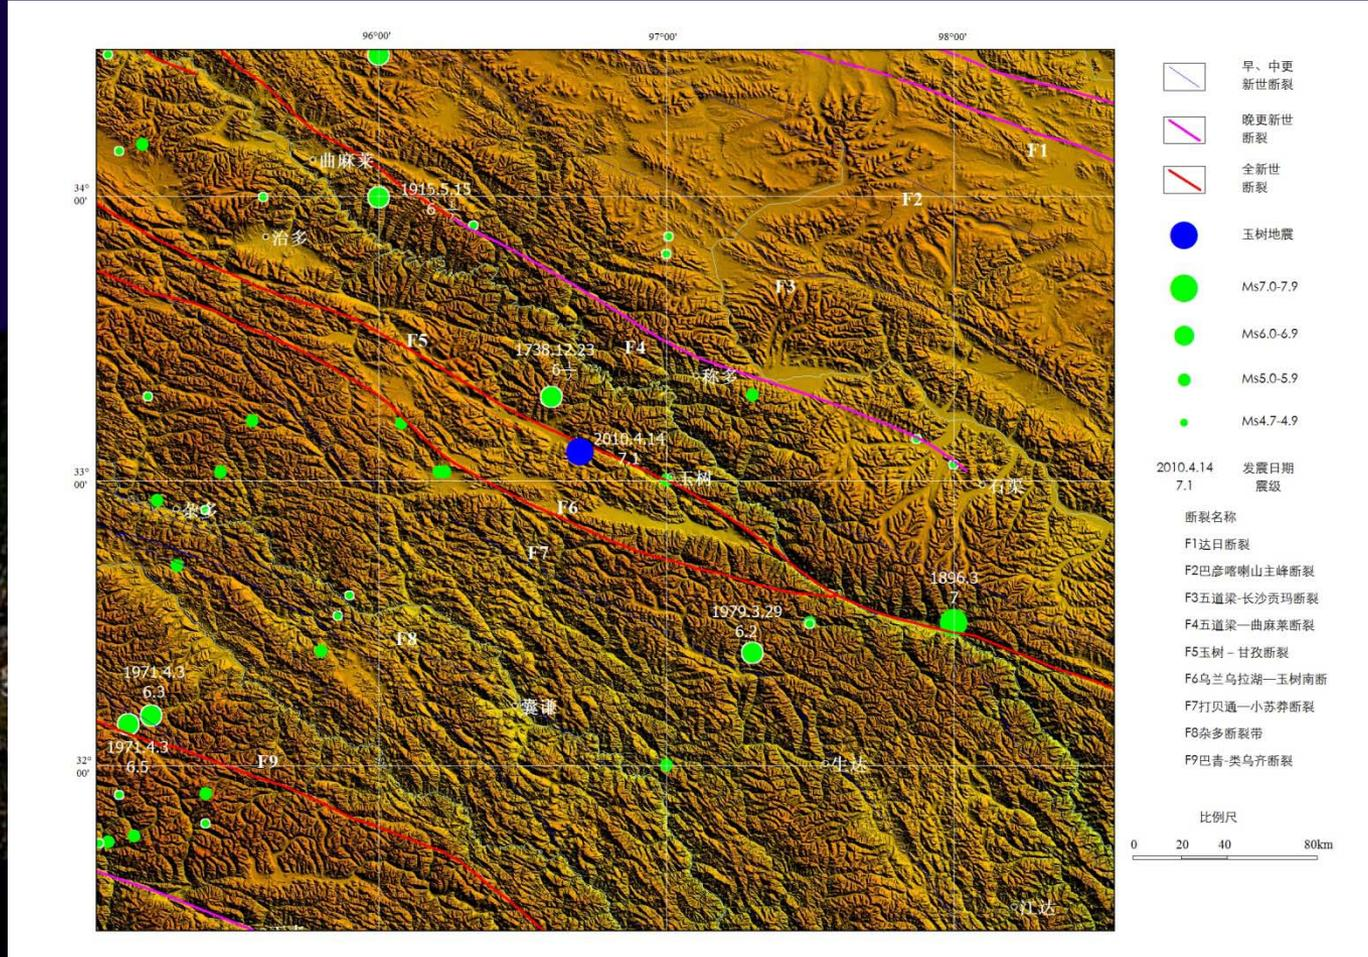 96°00′
97°00′
98°00′
34°
00′
33°
00′
32°
00′
曲麻莱
1915.5.15
6
治多
F1
F2
F3
F4
F5
1738.12.23
称多
2010.4.14
7.1
玉树
石渠
杂多
F6
F7
1896.3
7
1979.3.29
6.2
F8
1971.4.3
6.3
囊谦
1971.4.3
6.5
F9
生达
江达
早、中更
新世断裂
晚更新世
断裂
全新世
断裂
玉树地震
Ms7.0-7.9
Ms6.0-6.9
Ms5.0-5.9
Ms4.7-4.9
2010.4.14 发震日期
7.1 震级
断裂名称
F1达日断裂
F2巴彦喀喇山主峰断裂
F3五道梁-长沙贡玛断裂
F4五道梁—曲麻莱断裂
F5玉树–甘孜断裂
F6乌兰乌拉湖—玉树南断
F7打贝通—小苏莽断裂
F8杂多断裂带
F9巴青-类乌齐断裂
比例尺
0 20 40 80km